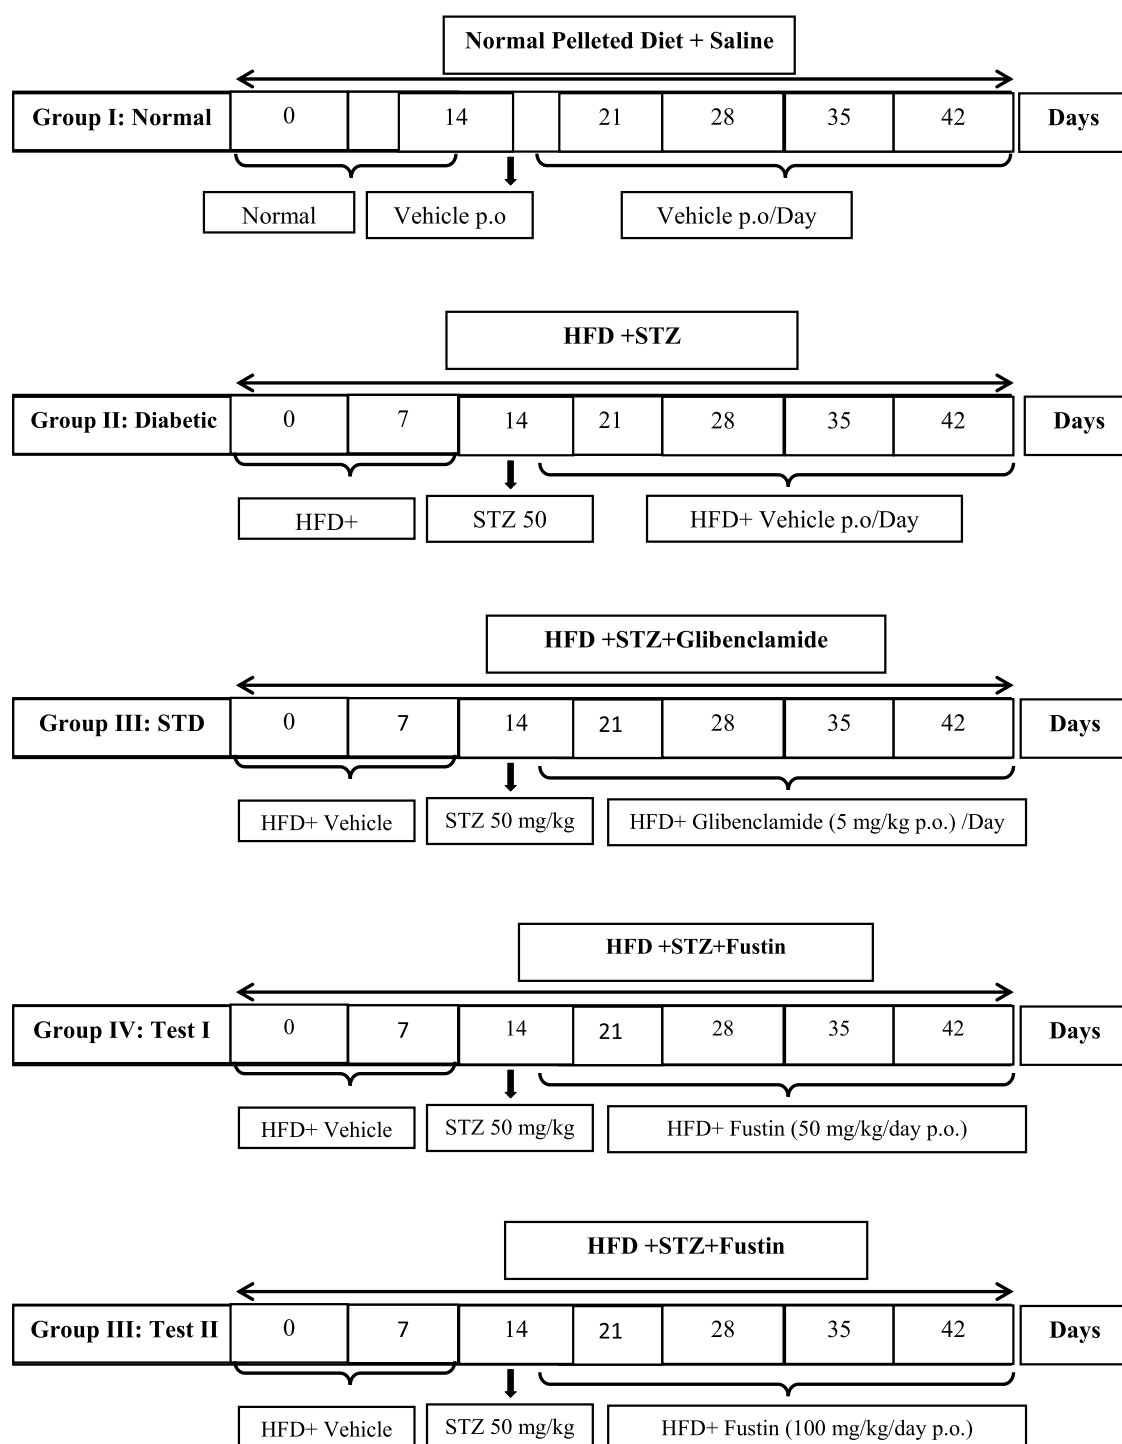 Normal Pelleted Diet + Saline
Group I: Normal 0 14 21 28 35 42 Days
Normal Vehicle p.o Vehicle p.o/Day
HFD +STZ
Group II: Diabetic 0 7 14 21 28 35 42 Days
HFD+ STZ 50 HFD+ Vehicle p.o/Day
HFD +STZ+Glibenclamide
Group III: STD 0 7 14 21 28 35 42 Days
HFD+ Vehicle STZ 50 mg/kg HFD+ Glibenclamide (5 mg/kg p.o.) /Day
HFD +STZ+Fustin
Group IV: Test I 0 7 14 21 28 35 42 Days
HFD+ Vehicle STZ 50 mg/kg HFD+ Fustin (50 mg/kg/day p.o.)
HFD +STZ+Fustin
Group III: Test II 0 7 14 21 28 35 42 Days
HFD+ Vehicle STZ 50 mg/kg HFD+ Fustin (100 mg/kg/day p.o.)